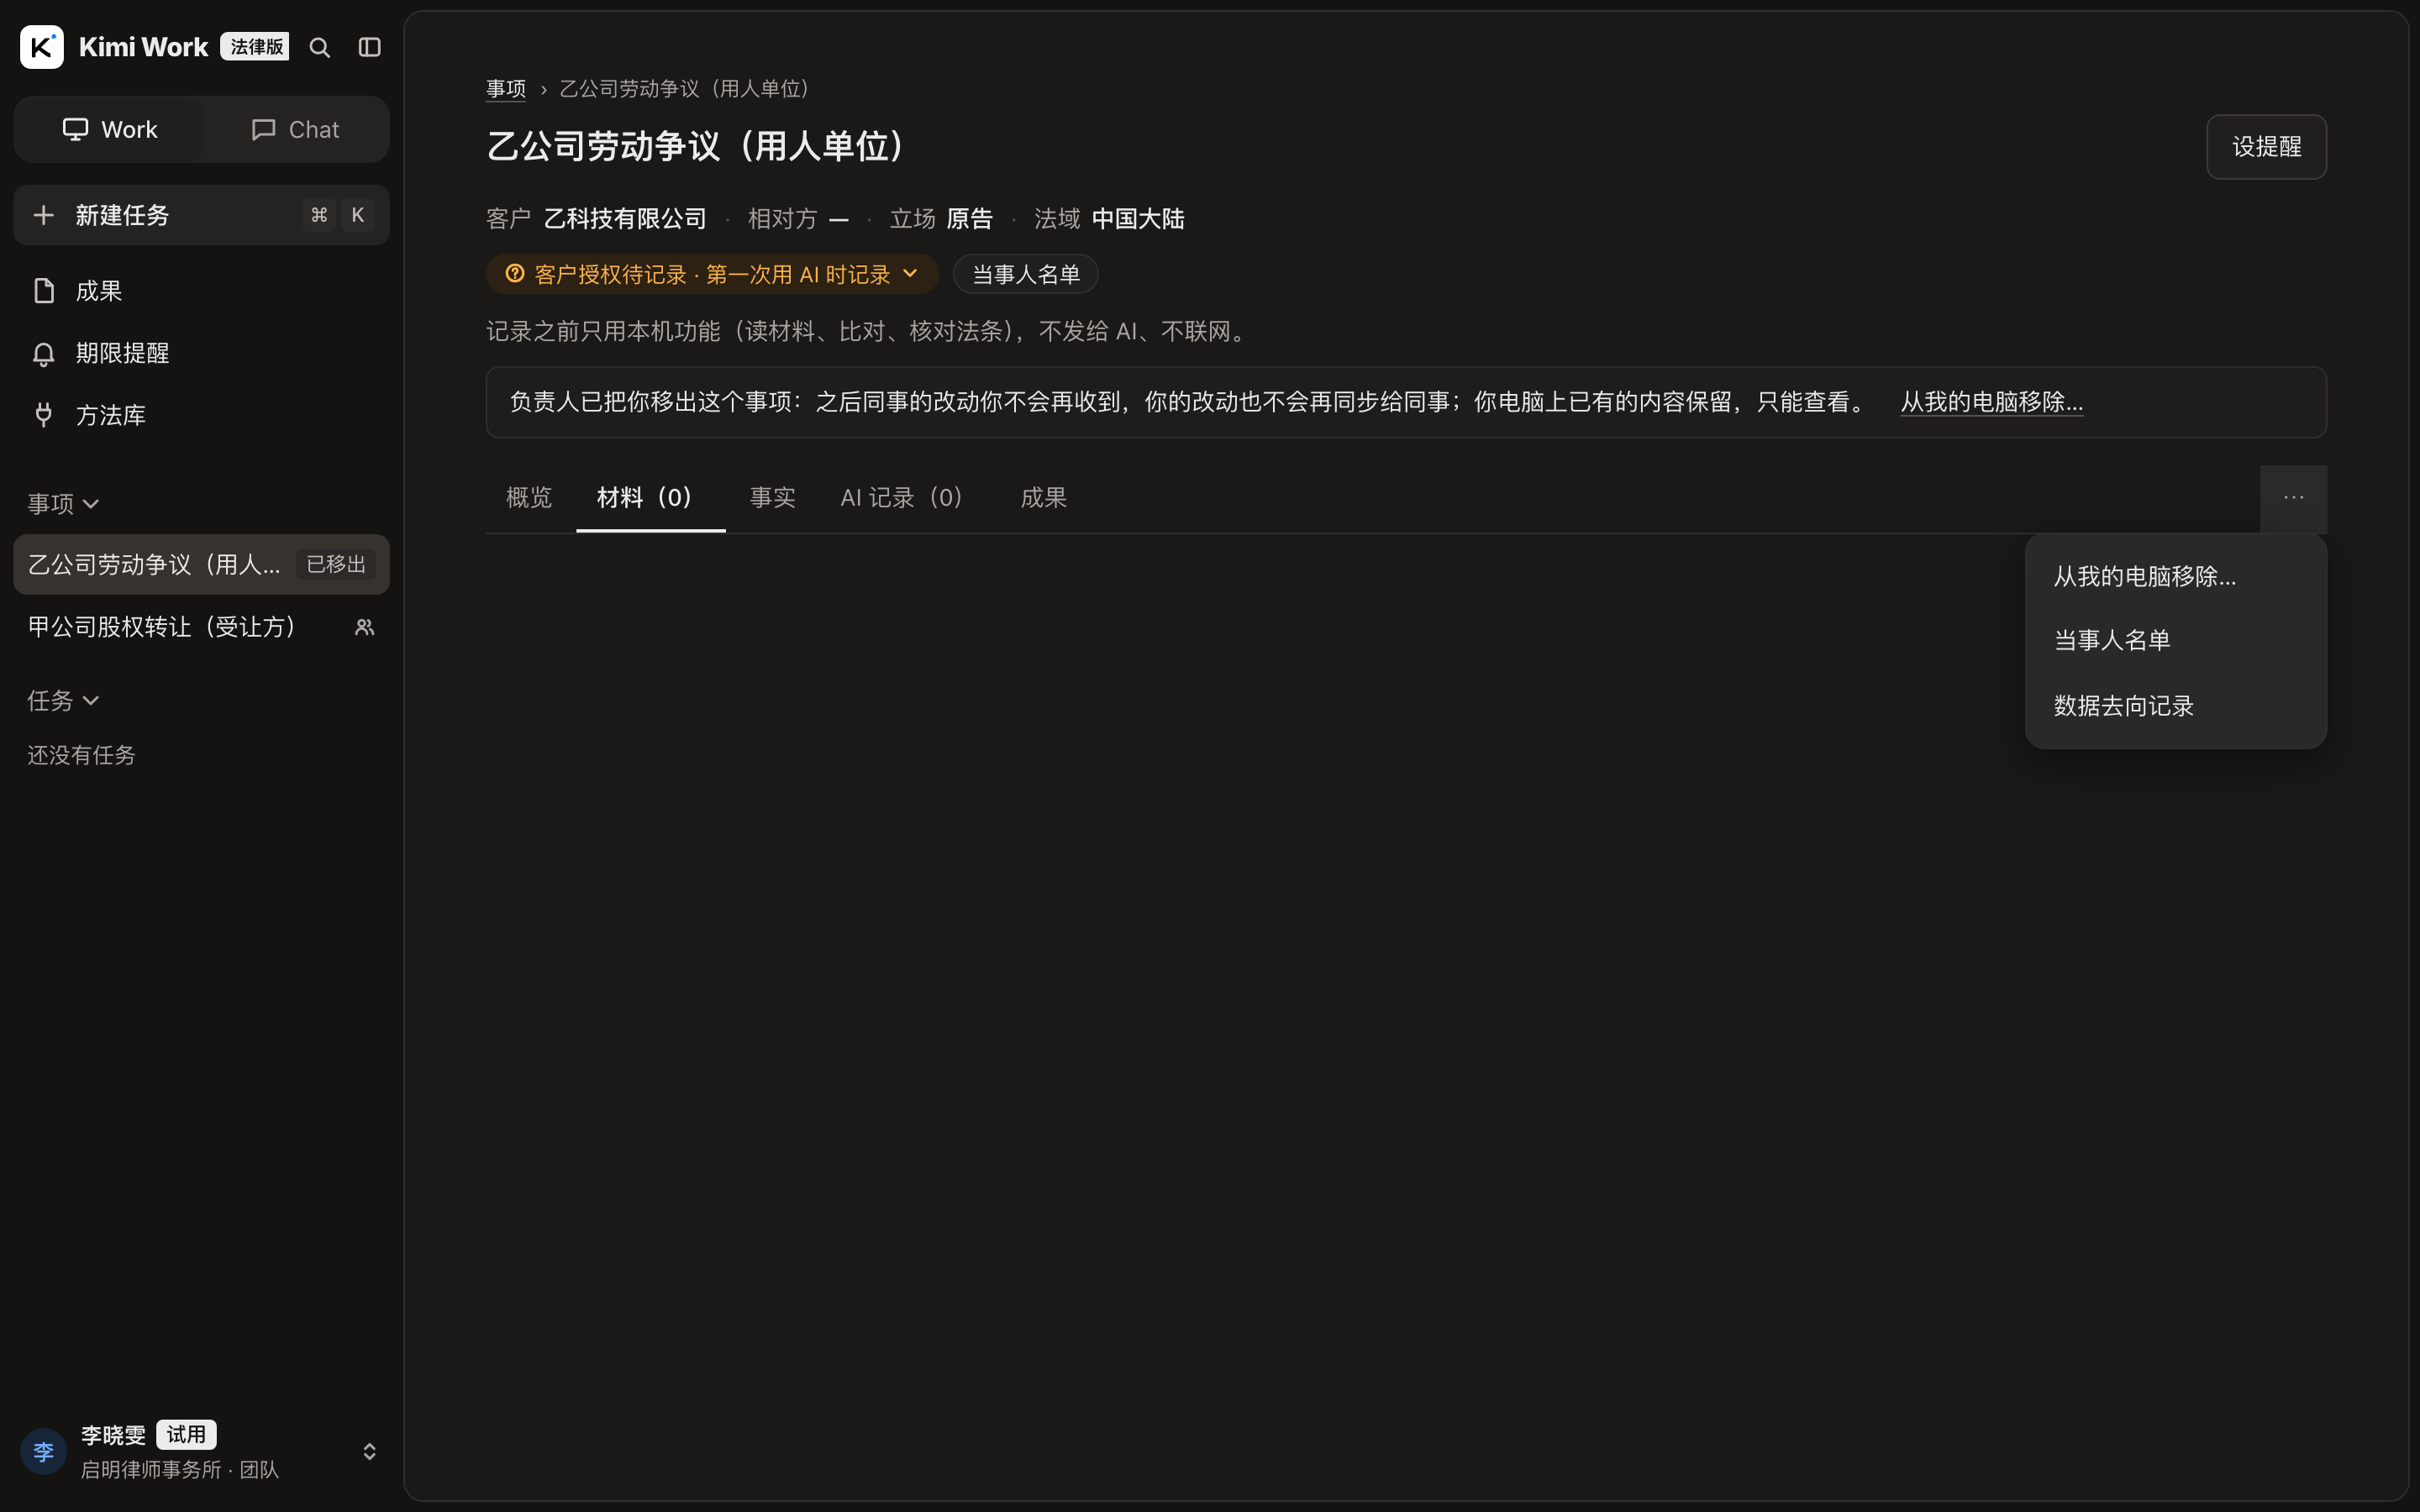 Kimi Work 法律版
Work
Chat
新建任务 ⌘ K
成果
期限提醒
方法库
事项
乙公司劳动争议（用人... 已移出
甲公司股权转让（受让方）
任务
还没有任务
李 李晓雯 试用
启明律师事务所 · 团队
事项 › 乙公司劳动争议（用人单位）
乙公司劳动争议（用人单位）
设提醒
客户 乙科技有限公司 · 相对方 — · 立场 原告 · 法域 中国大陆
客户授权待记录 · 第一次用 AI 时记录
当事人名单
记录之前只用本机功能（读材料、比对、核对法条），不发给 AI、不联网。
负责人已把你移出这个事项：之后同事的改动你不会再收到，你的改动也不会再同步给同事；你电脑上已有的内容保留，只能查看。 从我的电脑移除...
概览 材料（0） 事实 AI 记录（0） 成果 ···
从我的电脑移除...
当事人名单
数据去向记录